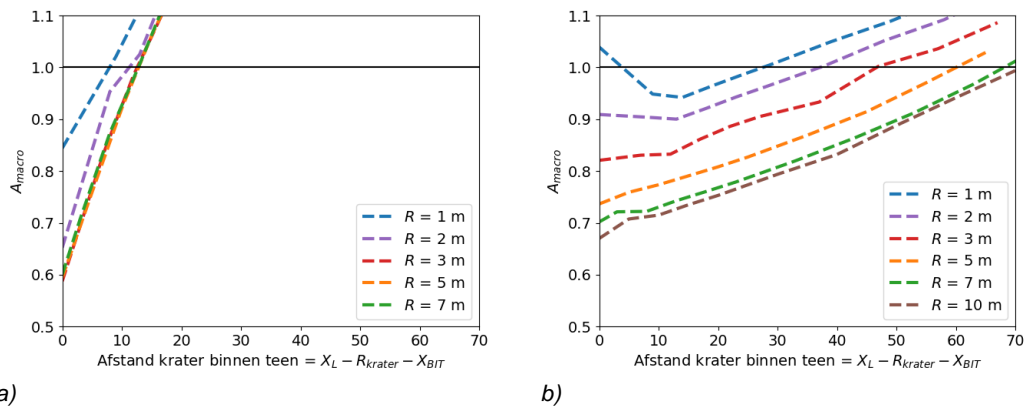 1.1
1.0
0.9
0.8
0.7
0.6
0.5
A_macro
R = 1 m
R = 2 m
R = 3 m
R = 5 m
R = 7 m
0 10 20 30 40 50 60 70
Afstand krater binnen teen = X_L − R_krater − X_BIT
a)
1.1
1.0
0.9
0.8
0.7
0.6
0.5
A_macro
R = 1 m
R = 2 m
R = 3 m
R = 5 m
R = 7 m
R = 10 m
0 10 20 30 40 50 60 70
Afstand krater binnen teen = X_L − R_krater − X_BIT
b)